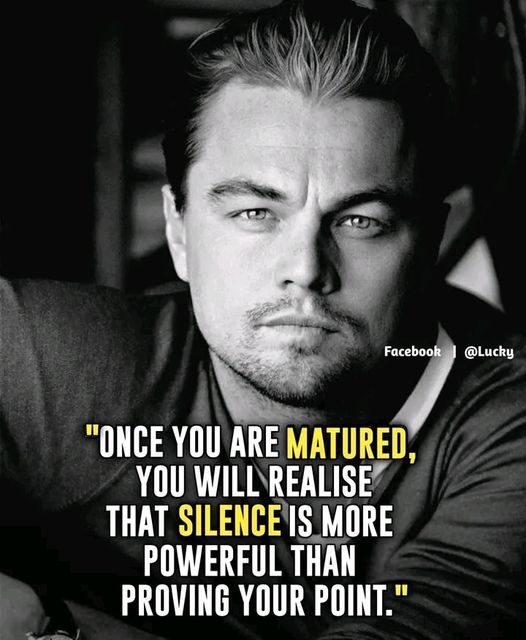 Facebook | @Lucky
"ONCE YOU ARE MATURED,
YOU WILL REALISE
THAT SILENCE IS MORE
POWERFUL THAN
PROVING YOUR POINT."